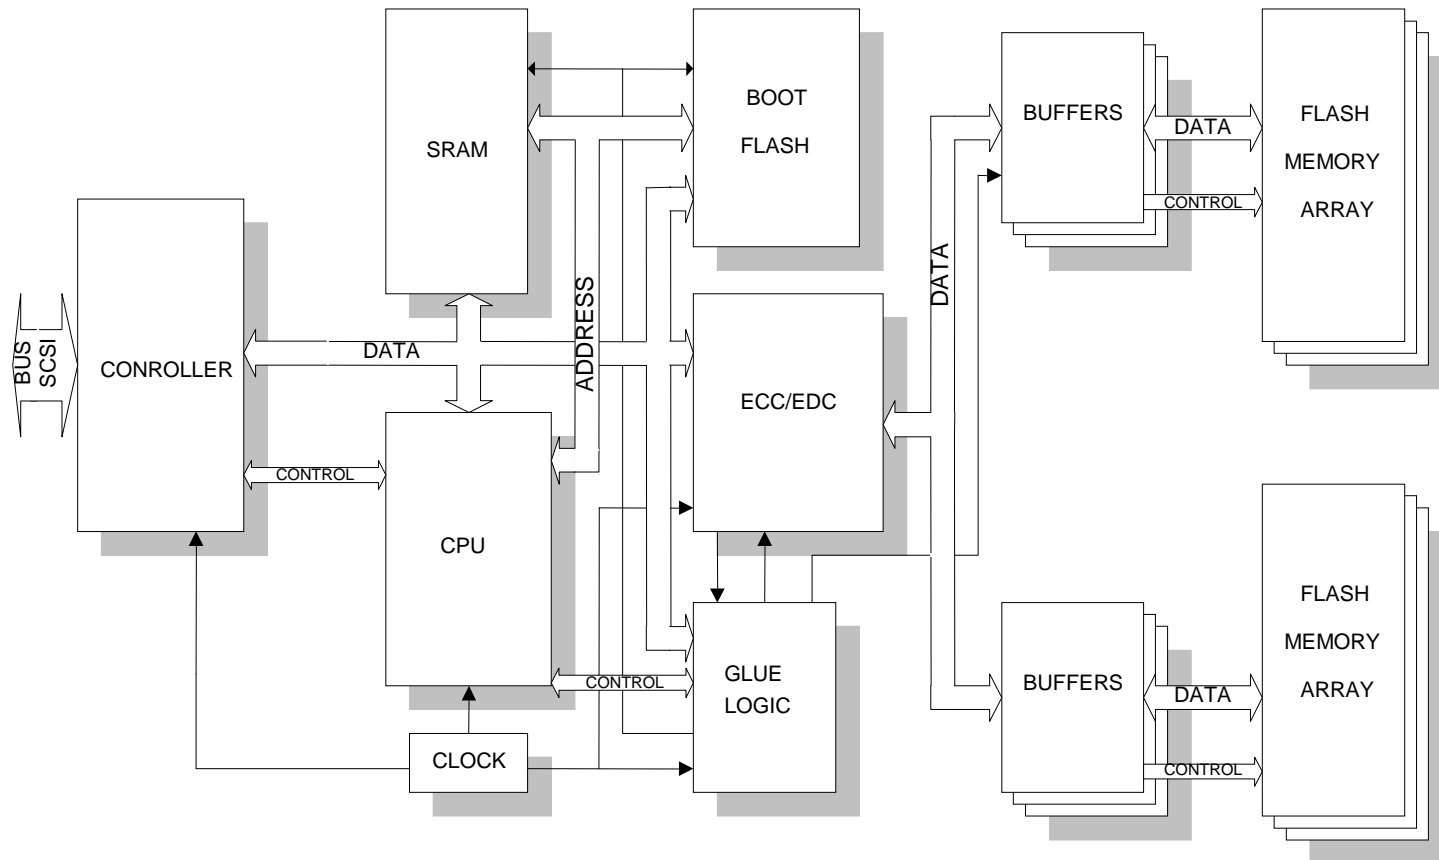 SRAM
BOOT
FLASH
BUFFERS
DATA
CONTROL
FLASH
MEMORY
ARRAY
BUS
SCSI
CONROLLER
DATA
ADDRESS
ECC/EDC
DATA
CONTROL
CPU
CONTROL
GLUE
LOGIC
CLOCK
BUFFERS
DATA
CONTROL
FLASH
MEMORY
ARRAY